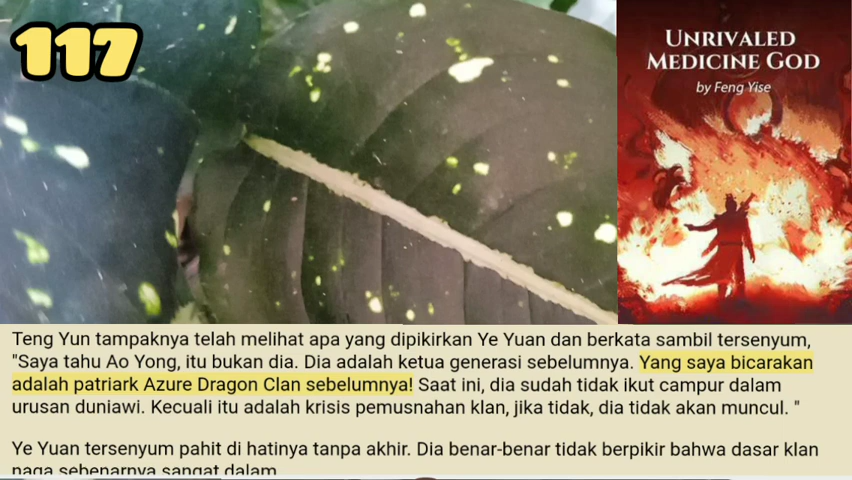 117
UNRIVALED
MEDICINE GOD
by Feng Yise
Teng Yun tampaknya telah melihat apa yang dipikirkan Ye Yuan dan berkata sambil tersenyum,
"Saya tahu Ao Yong, itu bukan dia. Dia adalah ketua generasi sebelumnya. Yang saya bicarakan
adalah patriark Azure Dragon Clan sebelumnya! Saat ini, dia sudah tidak ikut campur dalam
urusan duniawi. Kecuali itu adalah krisis pemusnahan klan, jika tidak, dia tidak akan muncul. "
Ye Yuan tersenyum pahit di hatinya tanpa akhir. Dia benar-benar tidak berpikir bahwa dasar klan
naga sebenarnya sangat dalam